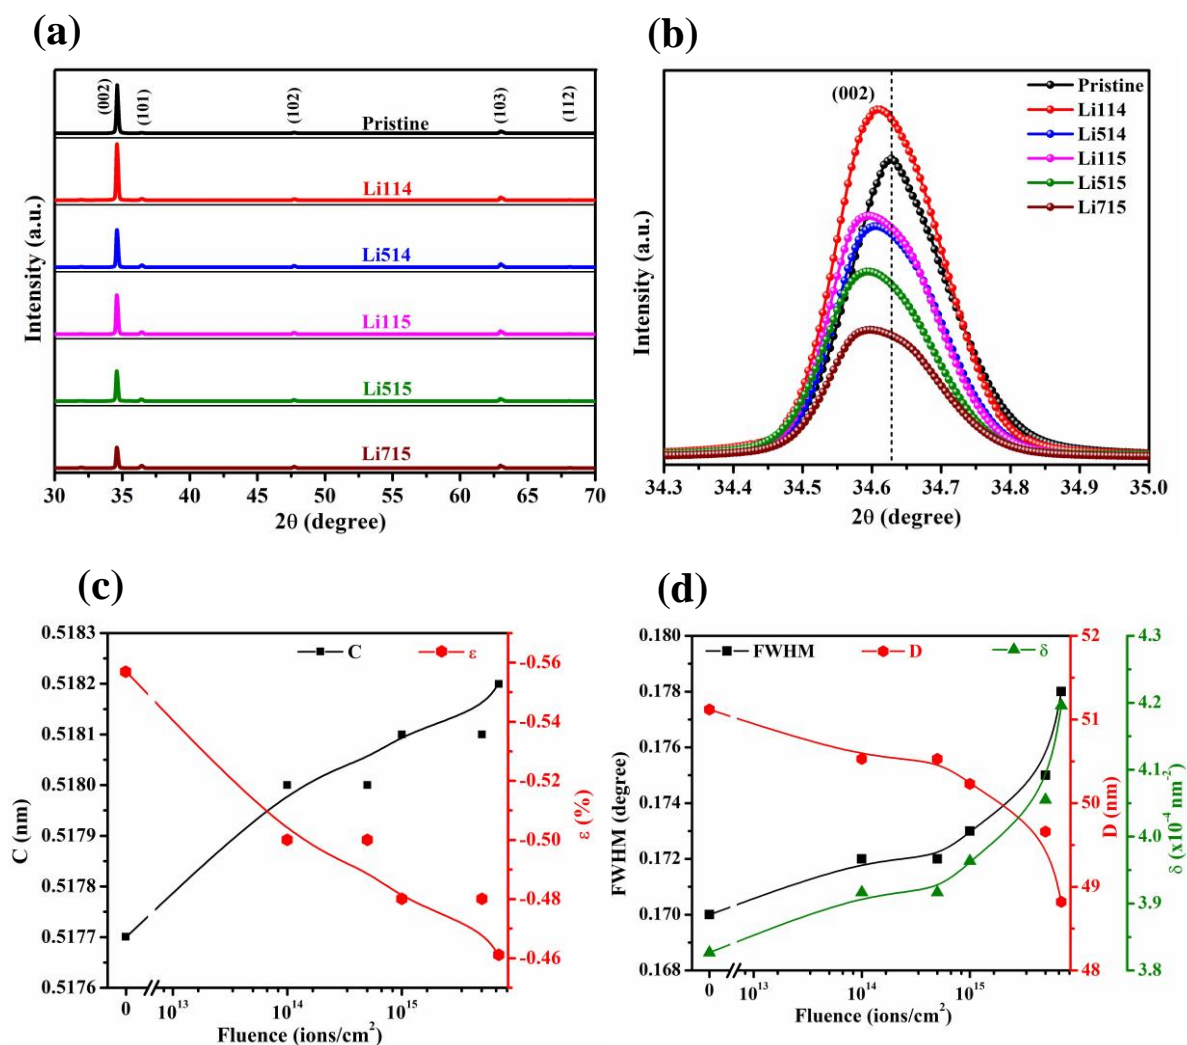 (a)
(002)
(101)
(102)
(103)
(112)
Pristine
Li114
Li514
Li115
Li515
Li715
Intensity (a.u.)
30 35 40 45 50 55 60 65 70
2θ (degree)
(b)
(002)
Pristine
Li114
Li514
Li115
Li515
Li715
Intensity (a.u.)
34.3 34.4 34.5 34.6 34.7 34.8 34.9 35.0
2θ (degree)
(c)
C ε
0.5183
0.5182
0.5181
0.5180
0.5179
0.5178
0.5177
0.5176
C (nm)
-0.56
-0.54
-0.52
-0.50
-0.48
-0.46
ε (%)
0 10^13 10^14 10^15
Fluence (ions/cm^2)
(d)
FWHM D δ
0.180
0.178
0.176
0.174
0.172
0.170
0.168
FWHM (degree)
52
51
50
49
48
D (nm)
4.3
4.2
4.1
4.0
3.9
3.8
δ (x10^-4 nm^-2)
0 10^13 10^14 10^15
Fluence (ions/cm^2)